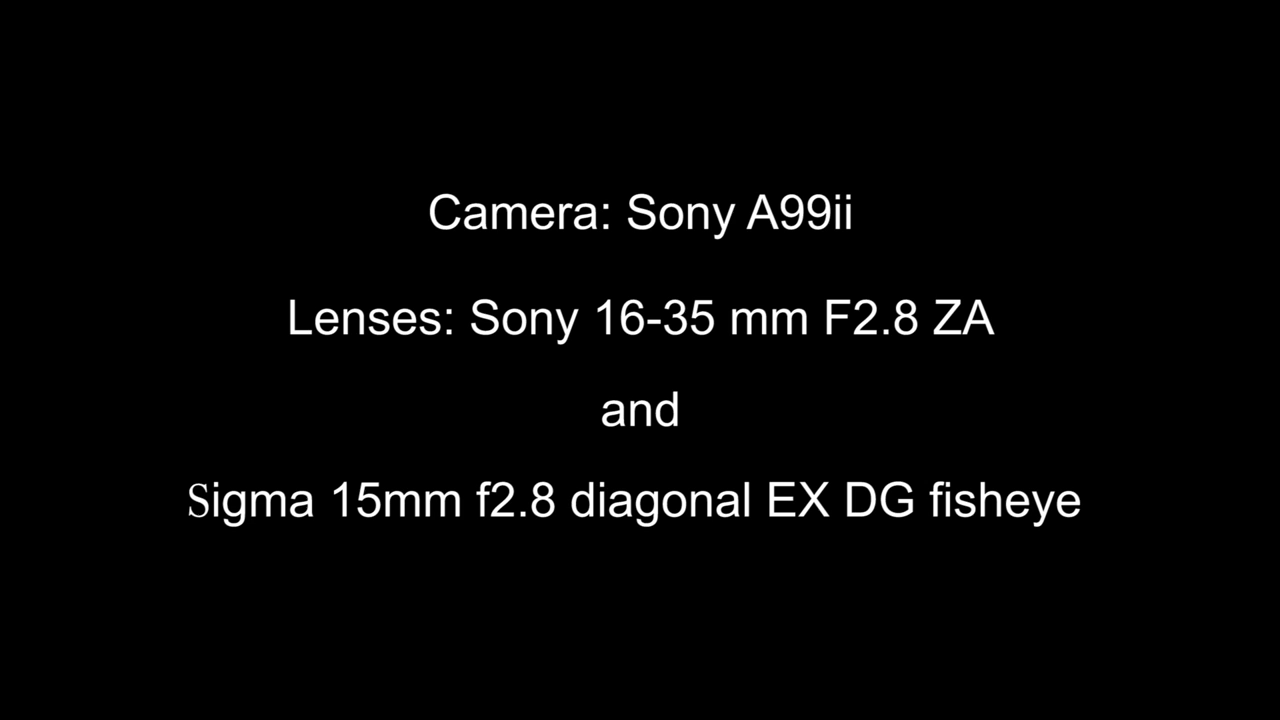 Camera: Sony A99ii
Lenses: Sony 16-35 mm F2.8 ZA
and
Sigma 15mm f2.8 diagonal EX DG fisheye